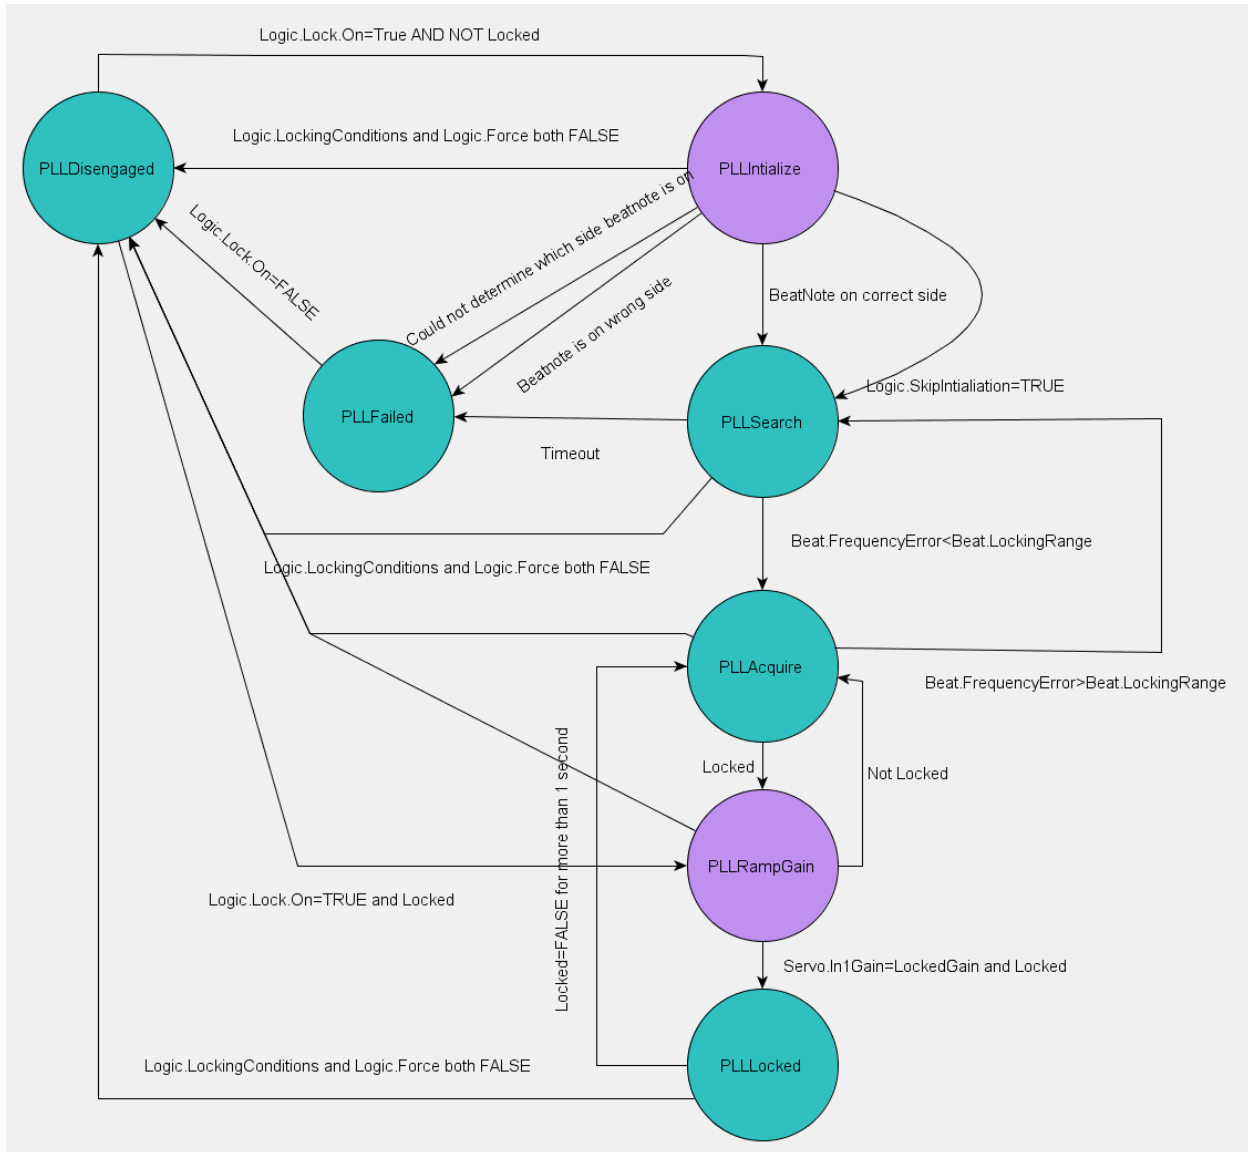 Logic.Lock.On=True AND NOT Locked
Logic.LockingConditions and Logic.Force both FALSE
PLLDisengaged
PLLIntialize
Could not determine which side beatnote is on
Logic.Lock.On=FALSE
BeatNote on correct side
Beatnote is on wrong side
Logic.SkipIntialiation=TRUE
PLLFailed
PLLSearch
Timeout
Beat.FrequencyError<Beat.LockingRange
Logic.LockingConditions and Logic.Force both FALSE
PLLAcquire
Beat.FrequencyError>Beat.LockingRange
Locked
Not Locked
Locked=FALSE for more than 1 second
PLLRampGain
Logic.Lock.On=TRUE and Locked
Servo.In1Gain=LockedGain and Locked
Logic.LockingConditions and Logic.Force both FALSE
PLLLocked